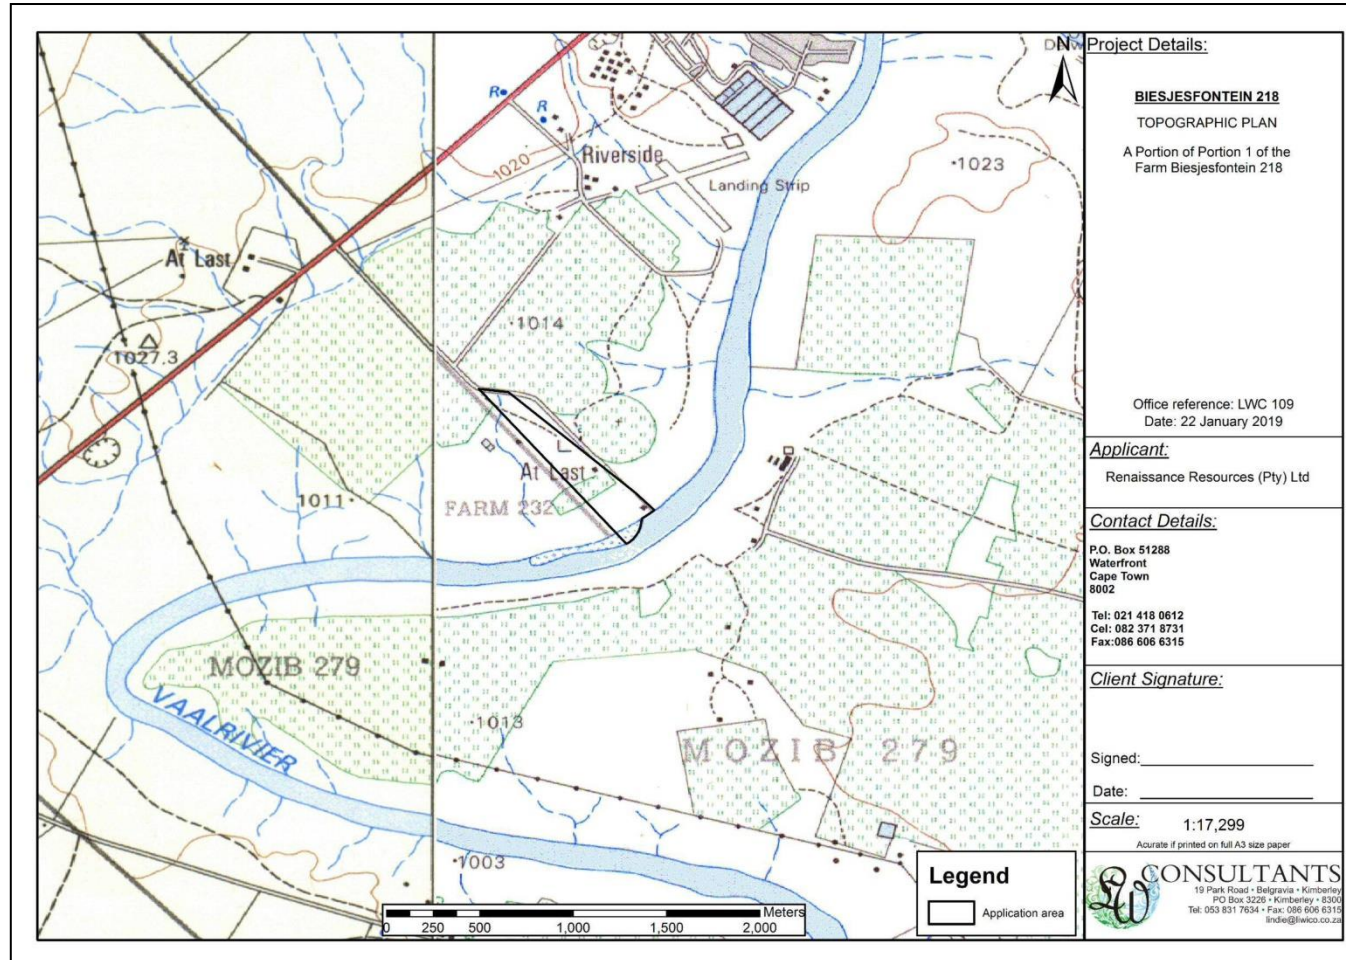 R
R
1020
Riverside
Landing Strip
1023
N
At Last
1014
1027.3
1011
At Last
FARM 232
MOZIB 279
VAALRIVIER
1013
MOZIB 279
1003
Meters
0 250 500 1,000 1,500 2,000
Legend
Application area
Project Details:
BIESJESFONTEIN 218
TOPOGRAPHIC PLAN
A Portion of Portion 1 of the
Farm Biesjesfontein 218
Office reference: LWC 109
Date: 22 January 2019
Applicant:
Renaissance Resources (Pty) Ltd
Contact Details:
P.O. Box 51288
Waterfront
Cape Town
8002
Tel: 021 418 0612
Cel: 082 371 8731
Fax:086 606 6315
Client Signature:
Signed:
Date:
Scale:
1:17,299
Acurate if printed on full A3 size paper
LW CONSULTANTS
19 Park Road • Belgravia • Kimberley
PO Box 3226 • Kimberley • 8300
Tel: 053 831 7634 • Fax: 086 606 6315
lindie@liwico.co.za